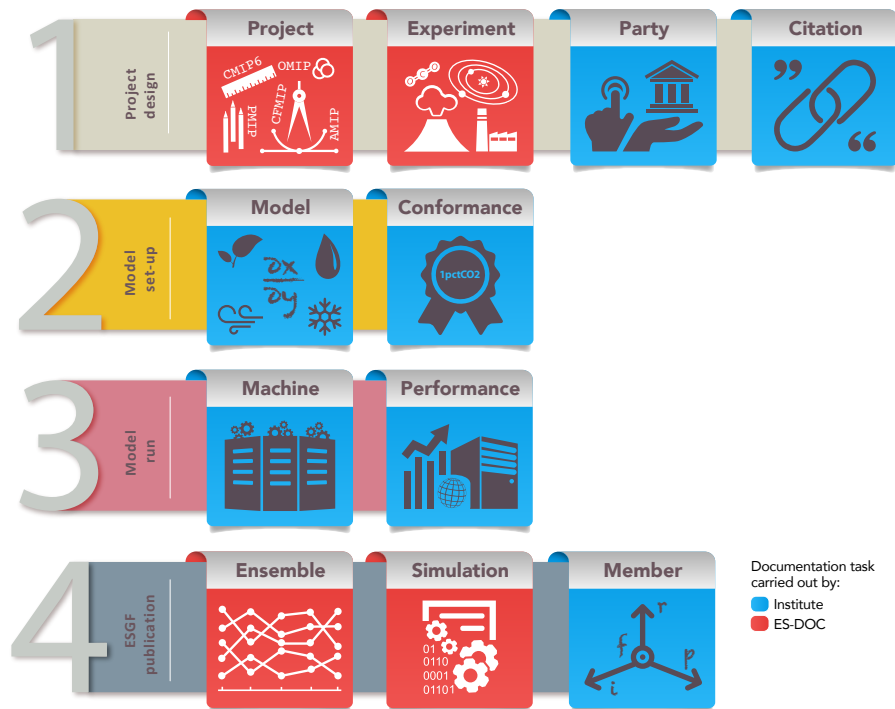 1
Project
design
Project
CMIP6
OMIP
PMIP
CFMIP
AMIP
Experiment
Party
Citation
”
“
2
Model
set-up
Model
∂x
∂y
Conformance
1pctCO2
3
Model
run
Machine
Performance
4
ESGF
publication
Ensemble
Simulation
01
0110
0001
01101
Member
r
f
p
i
Documentation task
carried out by:
Institute
ES-DOC